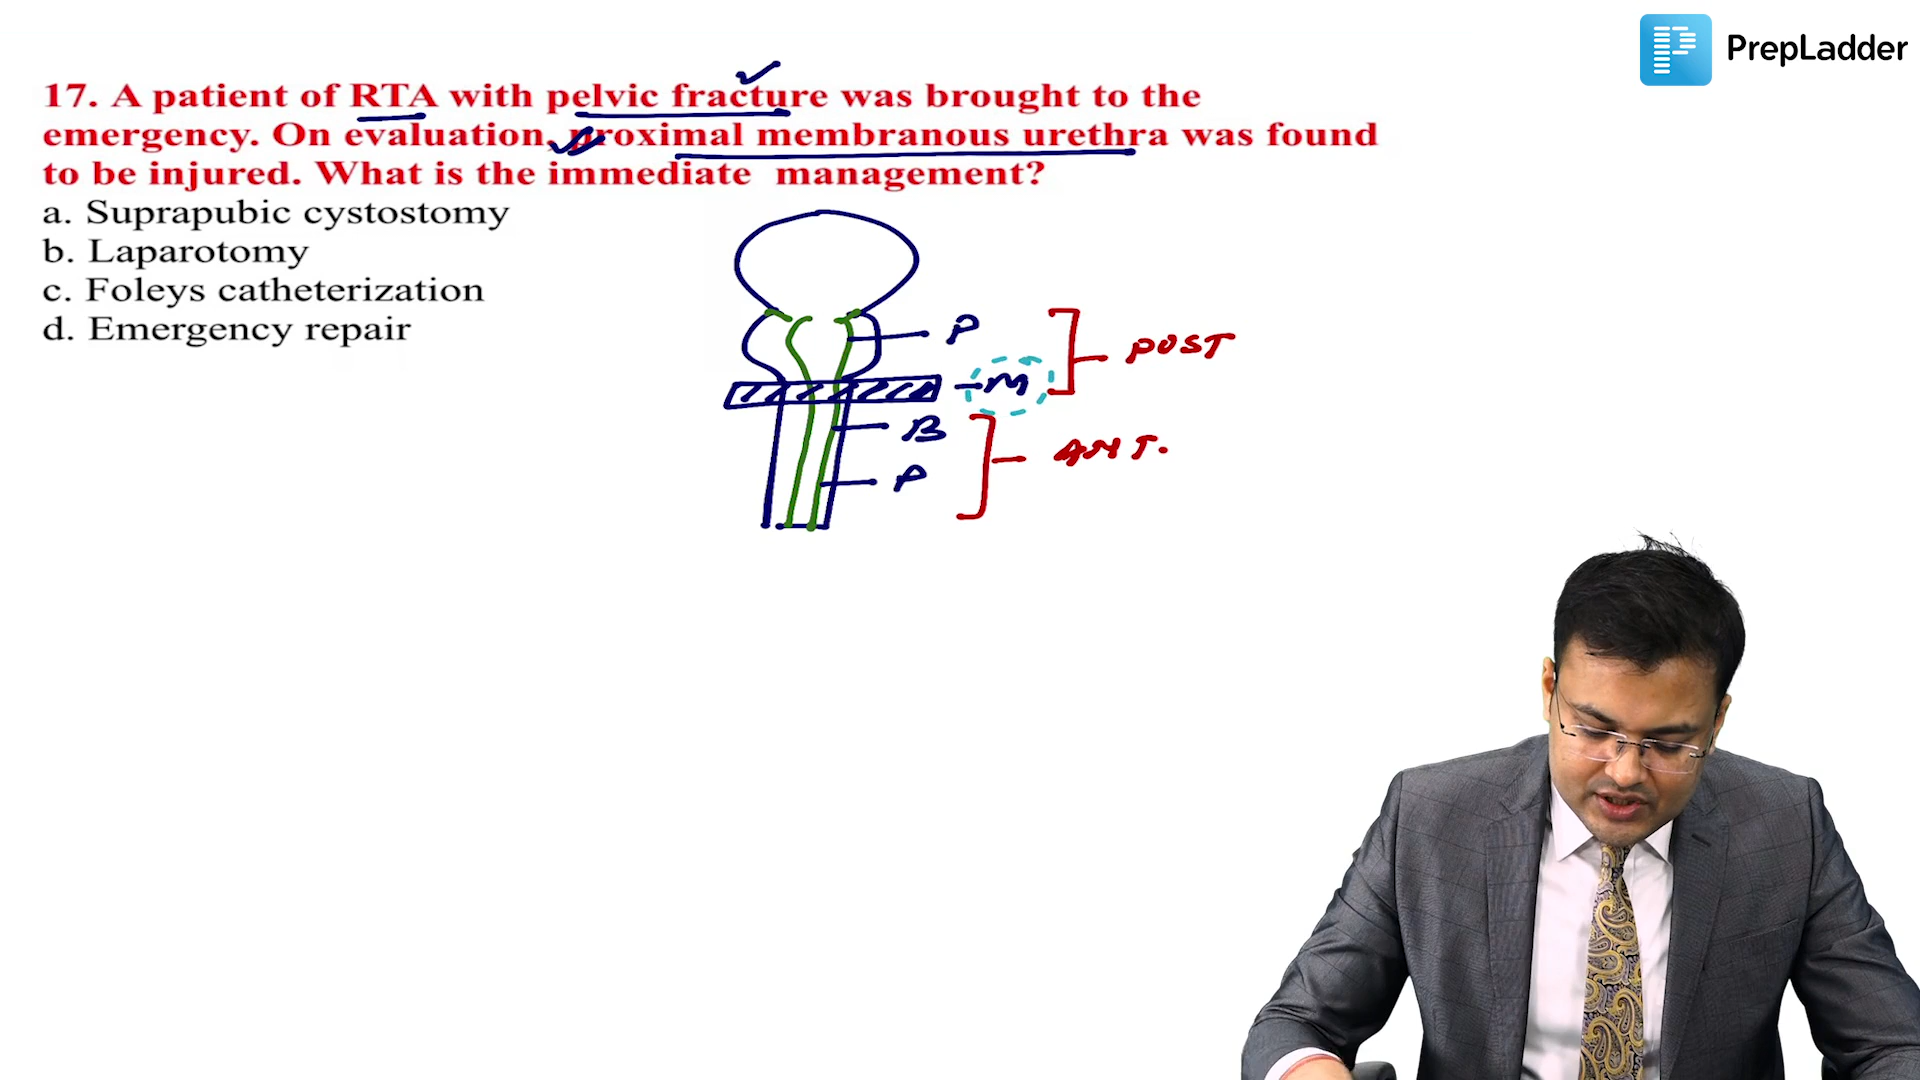 PrepLadder
17. A patient of RTA with pelvic fracture was brought to the
emergency. On evaluation, proximal membranous urethra was found
to be injured. What is the immediate management?
a. Suprapubic cystostomy
b. Laparotomy
c. Foleys catheterization
d. Emergency repair
P
POST
M
B
ANT.
P